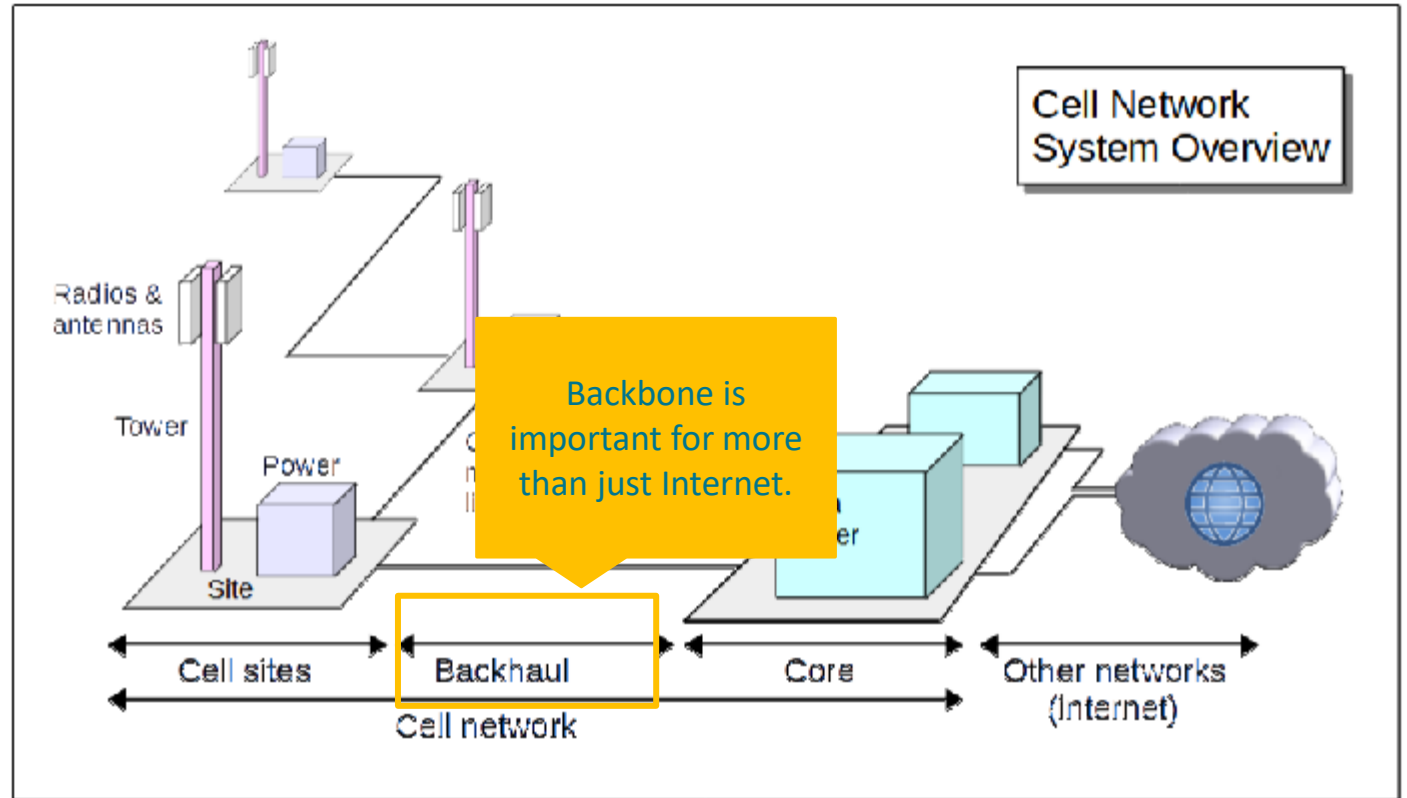 Cell Network
System Overview
Radios &
antennas
Tower
Power
Site
Backbone is
important for more
than just Internet.
er
Cell sites
Backhaul
Core
Other networks
(Internet)
Cell network